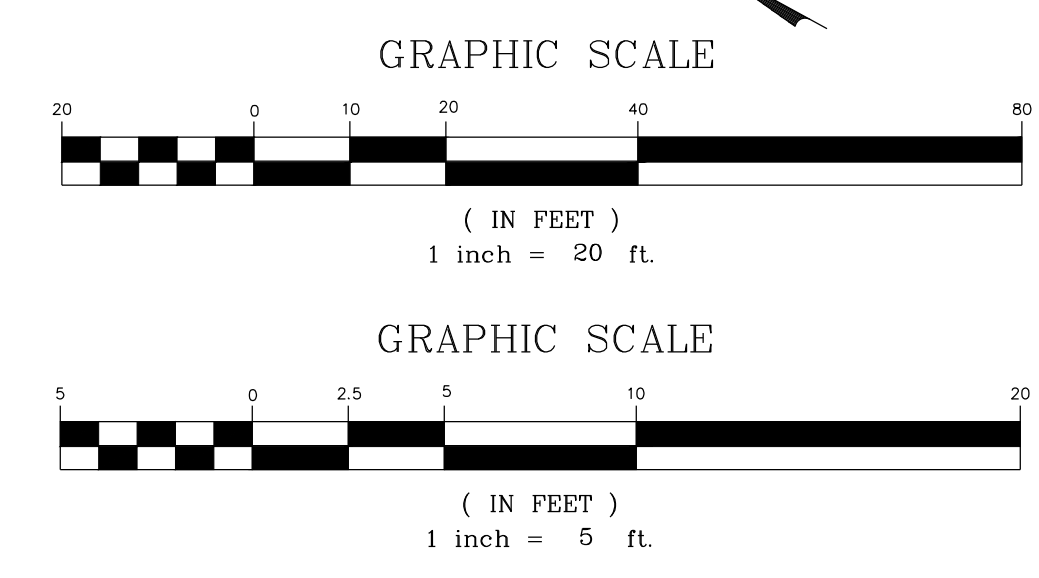 GRAPHIC SCALE
20 0 10 20 40 80
( IN FEET )
1 inch = 20 ft.
GRAPHIC SCALE
5 0 2.5 5 10 20
( IN FEET )
1 inch = 5 ft.